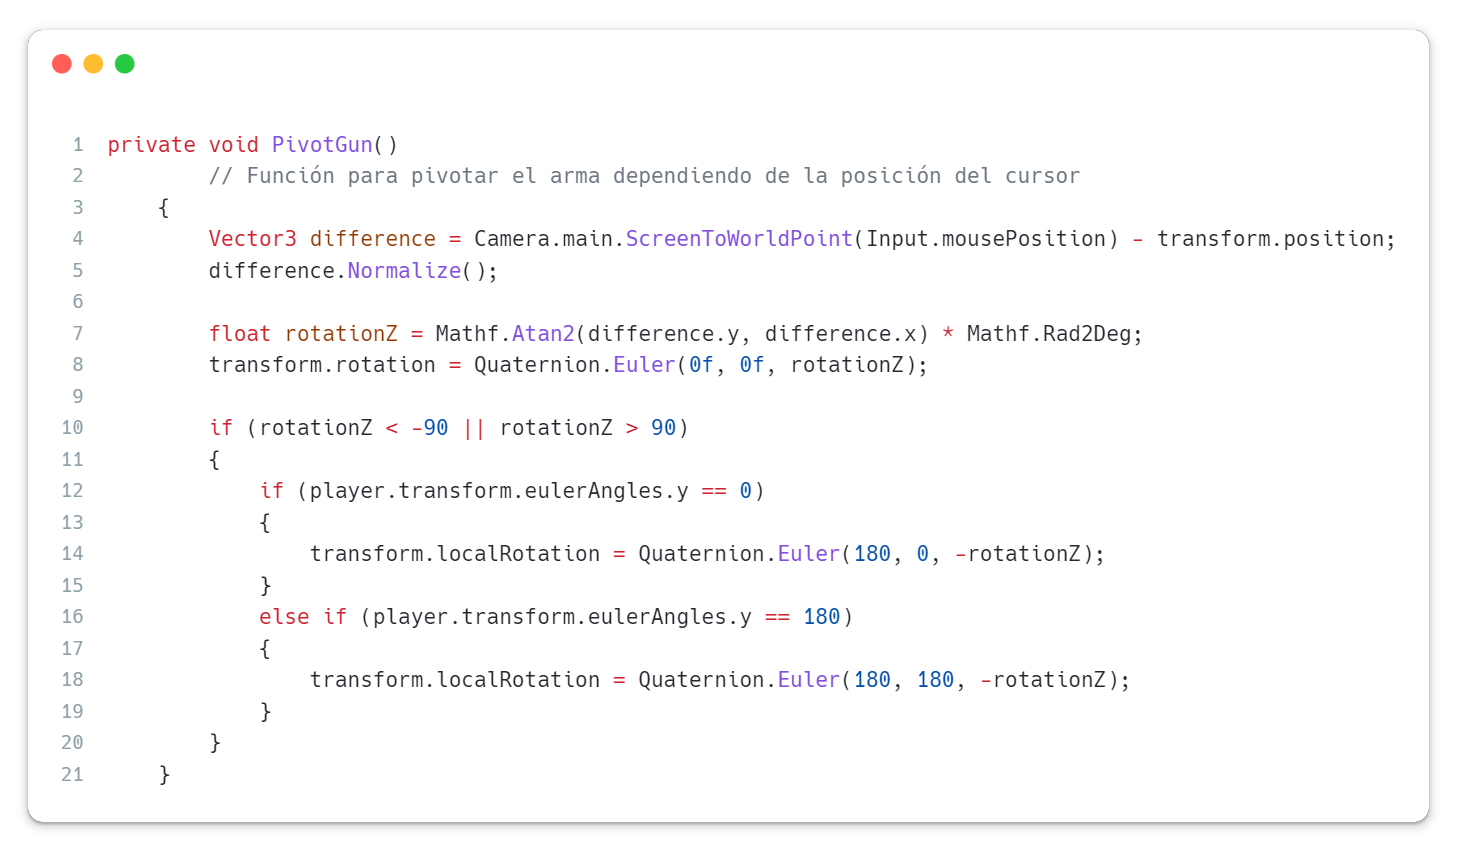 1 private void PivotGun()
2 // Función para pivotar el arma dependiendo de la posición del cursor
3 {
4 Vector3 difference = Camera.main.ScreenToWorldPoint(Input.mousePosition) - transform.position;
5 difference.Normalize();
6
7 float rotationZ = Mathf.Atan2(difference.y, difference.x) * Mathf.Rad2Deg;
8 transform.rotation = Quaternion.Euler(0f, 0f, rotationZ);
9
10 if (rotationZ < -90 || rotationZ > 90)
11 {
12 if (player.transform.eulerAngles.y == 0)
13 {
14 transform.localRotation = Quaternion.Euler(180, 0, -rotationZ);
15 }
16 else if (player.transform.eulerAngles.y == 180)
17 {
18 transform.localRotation = Quaternion.Euler(180, 180, -rotationZ);
19 }
20 }
21 }